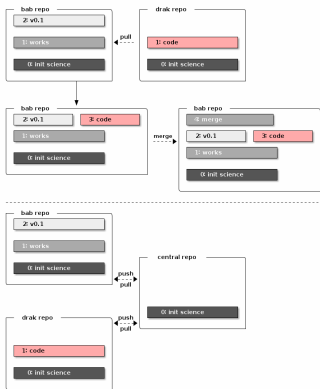 bab repo
drak repo
2: v0.1
pull
1: works
1: code
0: init science
0: init science
bab repo
bab repo
4: merge
2: v0.1
3: code
2: v0.1
3: code
merge
1: works
1: works
0: init science
0: init science
bab repo
2: v0.1
1: works
central repo
0: init science
push
pull
0: init science
drak repo
push
pull
1: code
0: init science